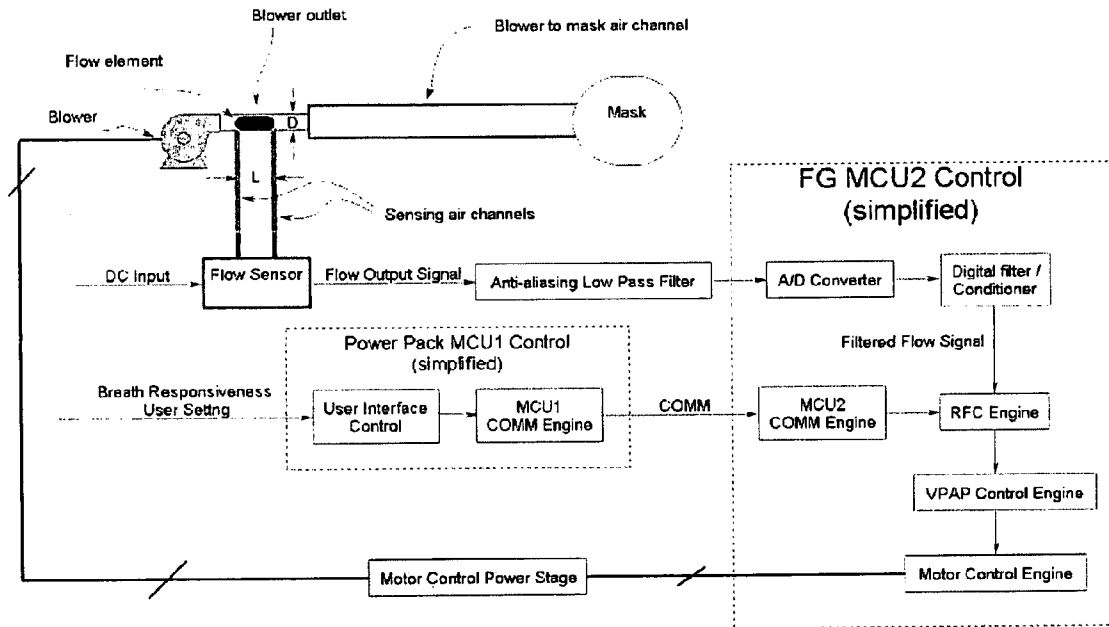 Blower outlet
Blower to mask air channel
Flow element
Blower
D
Mask
L
Sensing air channels
FG MCU2 Control
(simplified)
DC Input
Flow Sensor
Flow Output Signal
Anti-aliasing Low Pass Filter
A/D Converter
Digital filter /
Conditioner
Power Pack MCU1 Control
(simplified)
Filtered Flow Signal
Breath Responsiveness
User Setting
User Interface
Control
MCU1
COMM Engine
COMM
MCU2
COMM Engine
RFC Engine
VPAP Control Engine
Motor Control Power Stage
Motor Control Engine